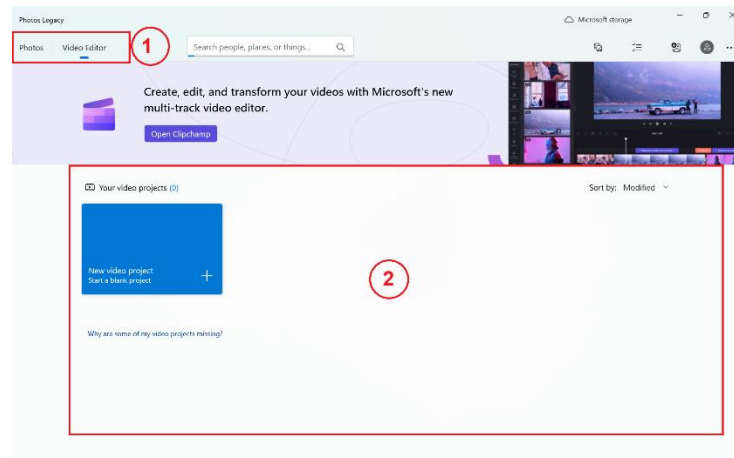 Photos Legacy
Microsoft storage
Photos Video Editor
1
Search people, places, or things...
Create, edit, and transform your videos with Microsoft's new
multi-track video editor.
Open Clipchamp
Your video projects (0)
Sort by: Modified
New video project
Start a blank project
2
Why are some of my video projects missing?